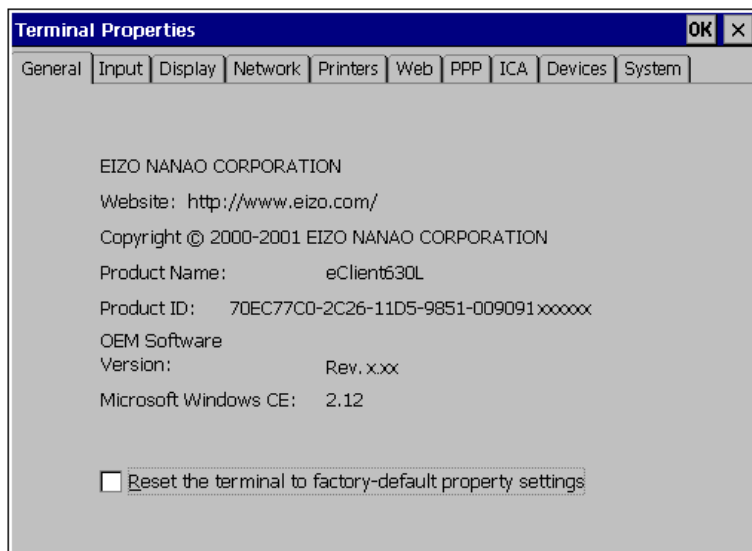 Terminal Properties OK ×
General Input Display Network Printers Web PPP ICA Devices System
EIZO NANAO CORPORATION
Website: http://www.eizo.com/
Copyright © 2000-2001 EIZO NANAO CORPORATION
Product Name: eClient630L
Product ID: 70EC77C0-2C26-11D5-9851-009091xxxxxx
OEM Software
Version: Rev. x.xx
Microsoft Windows CE: 2.12
Reset the terminal to factory-default property settings